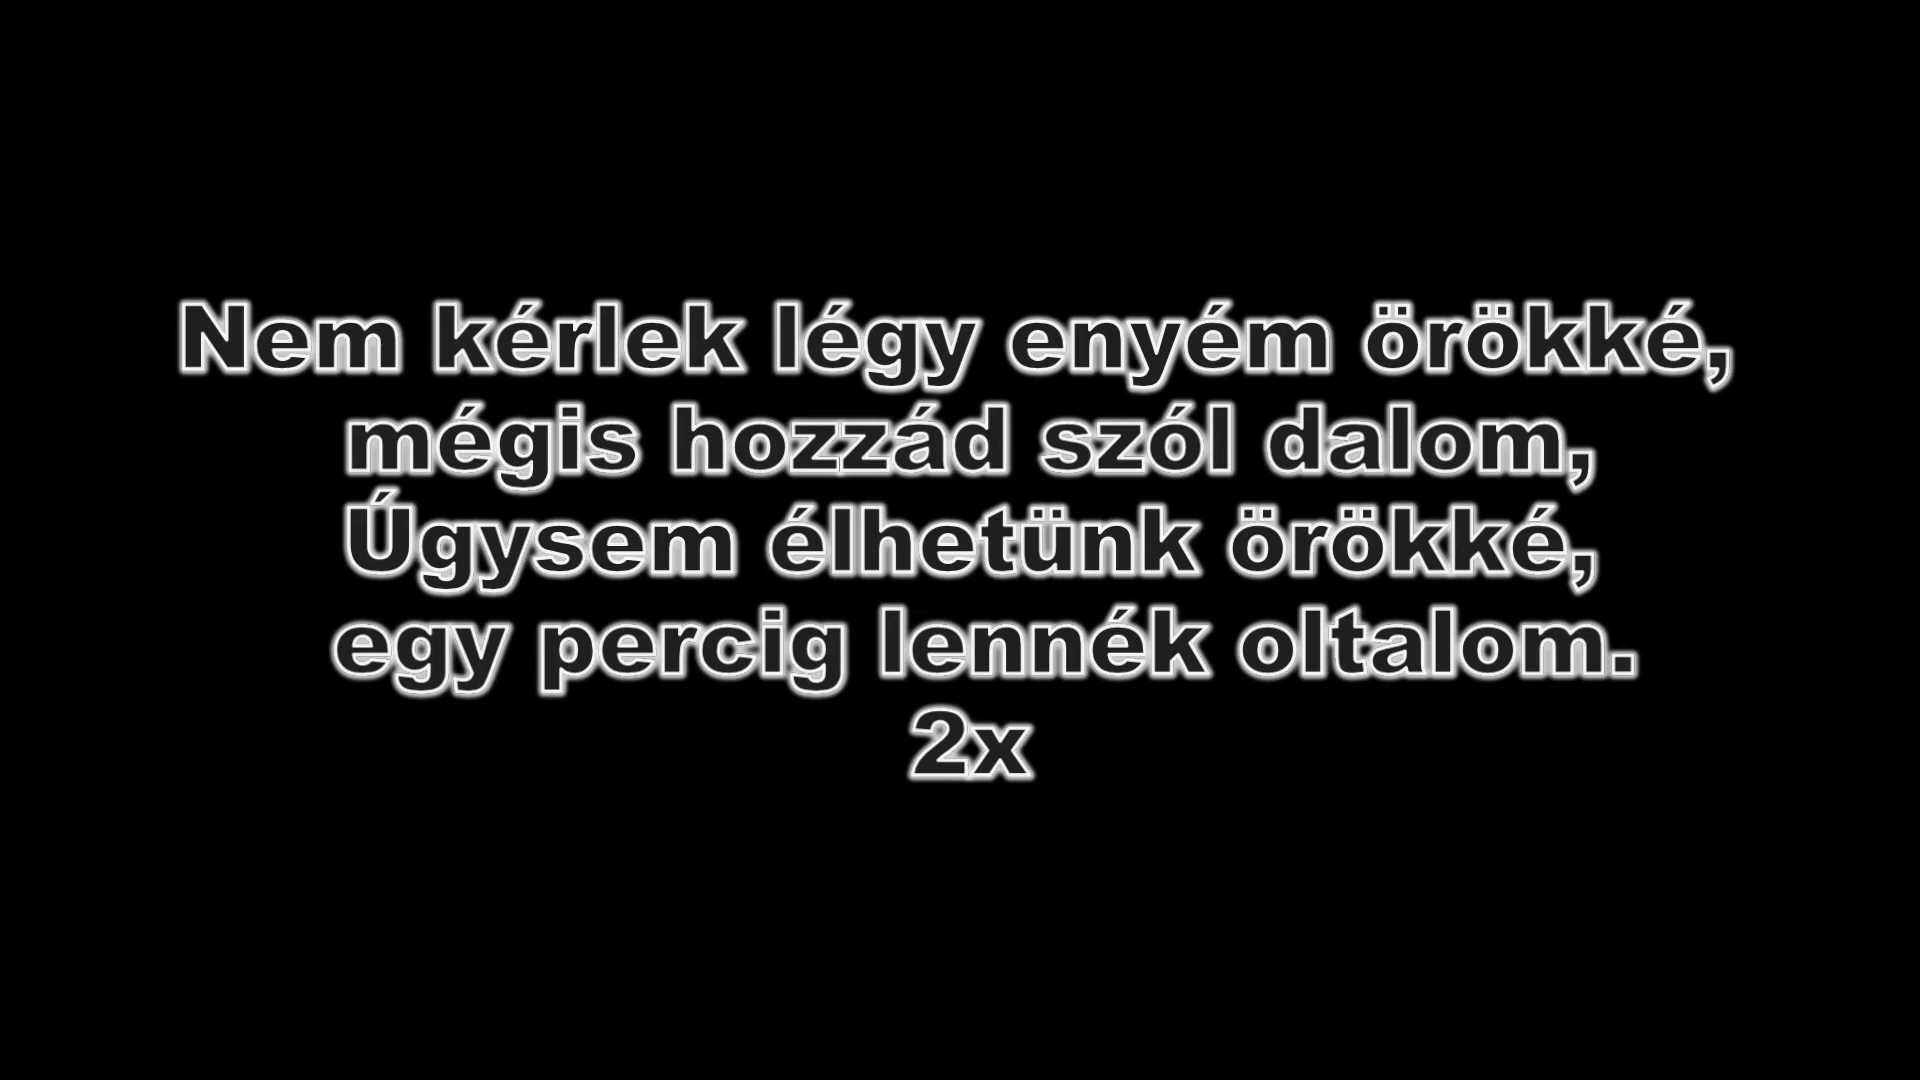 Nem kérlek légy enyém örökké,
mégis hozzád szól dalom,
Úgysem élhetünk örökké,
egy percig lennék oltalom.
2x